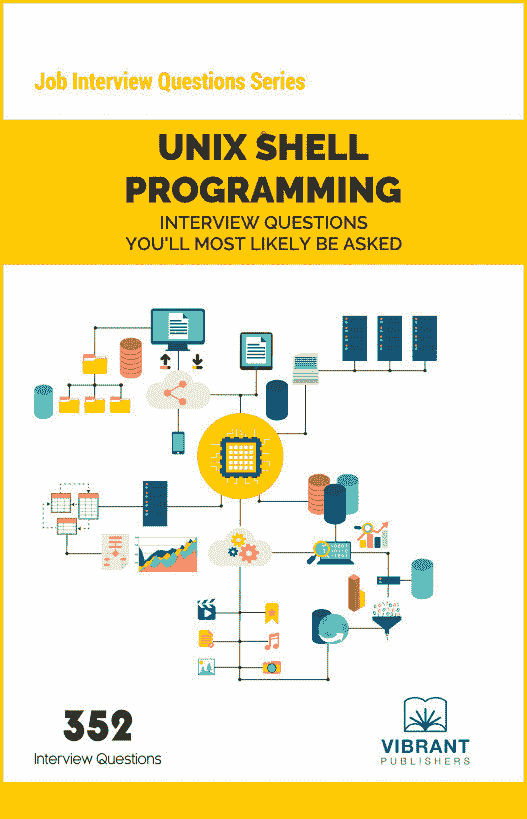 Job Interview Questions Series
UNIX SHELL
PROGRAMMING
INTERVIEW QUESTIONS
YOU'LL MOST LIKELY BE ASKED
352
Interview Questions
VIBRANT
PUBLISHERS